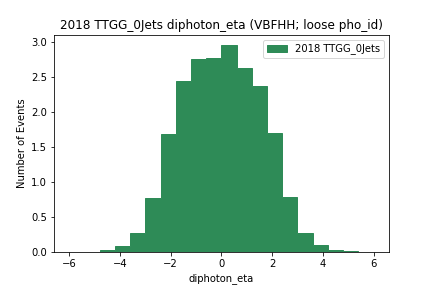 2018 TTGG_0Jets diphoton_eta (VBFHH; loose pho_id)
2018 TTGG_0Jets
Number of Events
3.0
2.5
2.0
1.5
1.0
0.5
0.0
−6 −4 −2 0 2 4 6
diphoton_eta